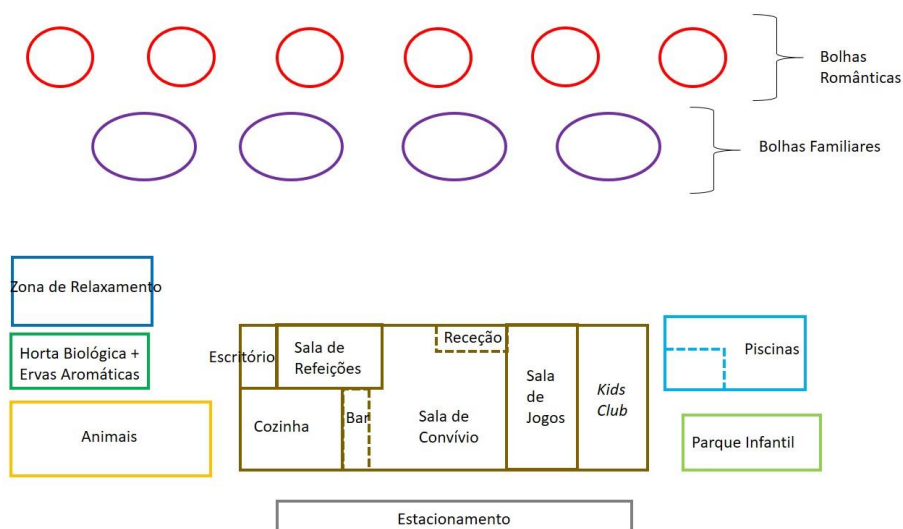 Bolhas
Românticas
Bolhas Familiares
Zona de Relaxamento
Horta Biológica +
Ervas Aromáticas
Animais
Escritório
Sala de
Refeições
Receção
Cozinha
Bar
Sala de
Convívio
Sala
de
Jogos
Kids
Club
Piscinas
Parque Infantil
Estacionamento